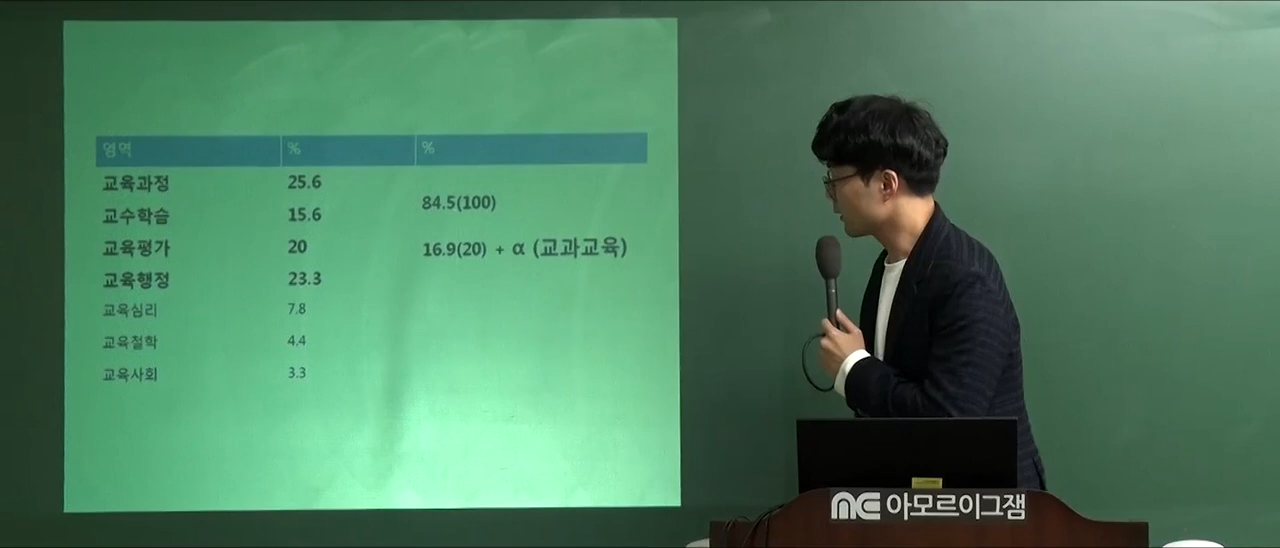 영역 % %
교육과정 25.6
84.5(100)
교수학습 15.6
교육평가 20 16.9(20) + α (교과교육)
교육행정 23.3
교육심리 7.8
교육철학 4.4
교육사회 3.3
아모르이그잼